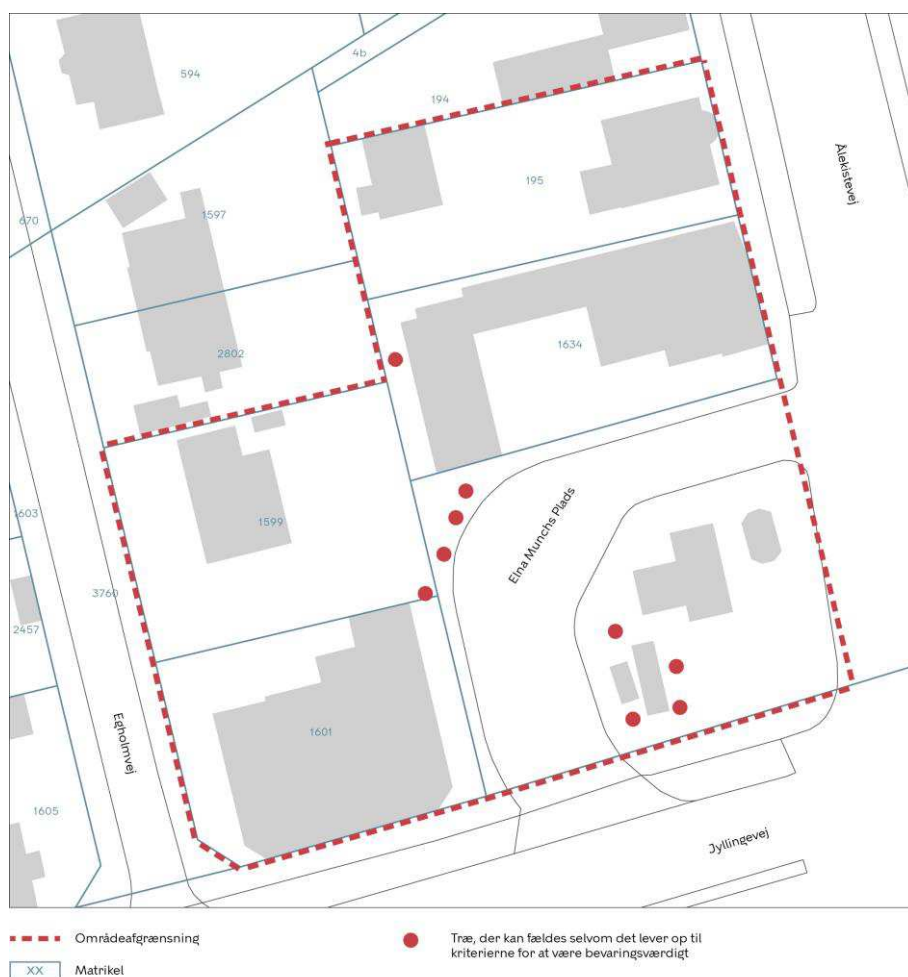 4b
594
194
195
Ålekistevej
670
1597
2802
1634
1599
Elna Munchs Plads
1603
3760
2457
Egholmvej
1601
1605
Jyllingevej
Områdeafgrænsning
Træ, der kan fældes selvom det lever op til
kriterierne for at være bevaringsværdigt
XX Matrikel